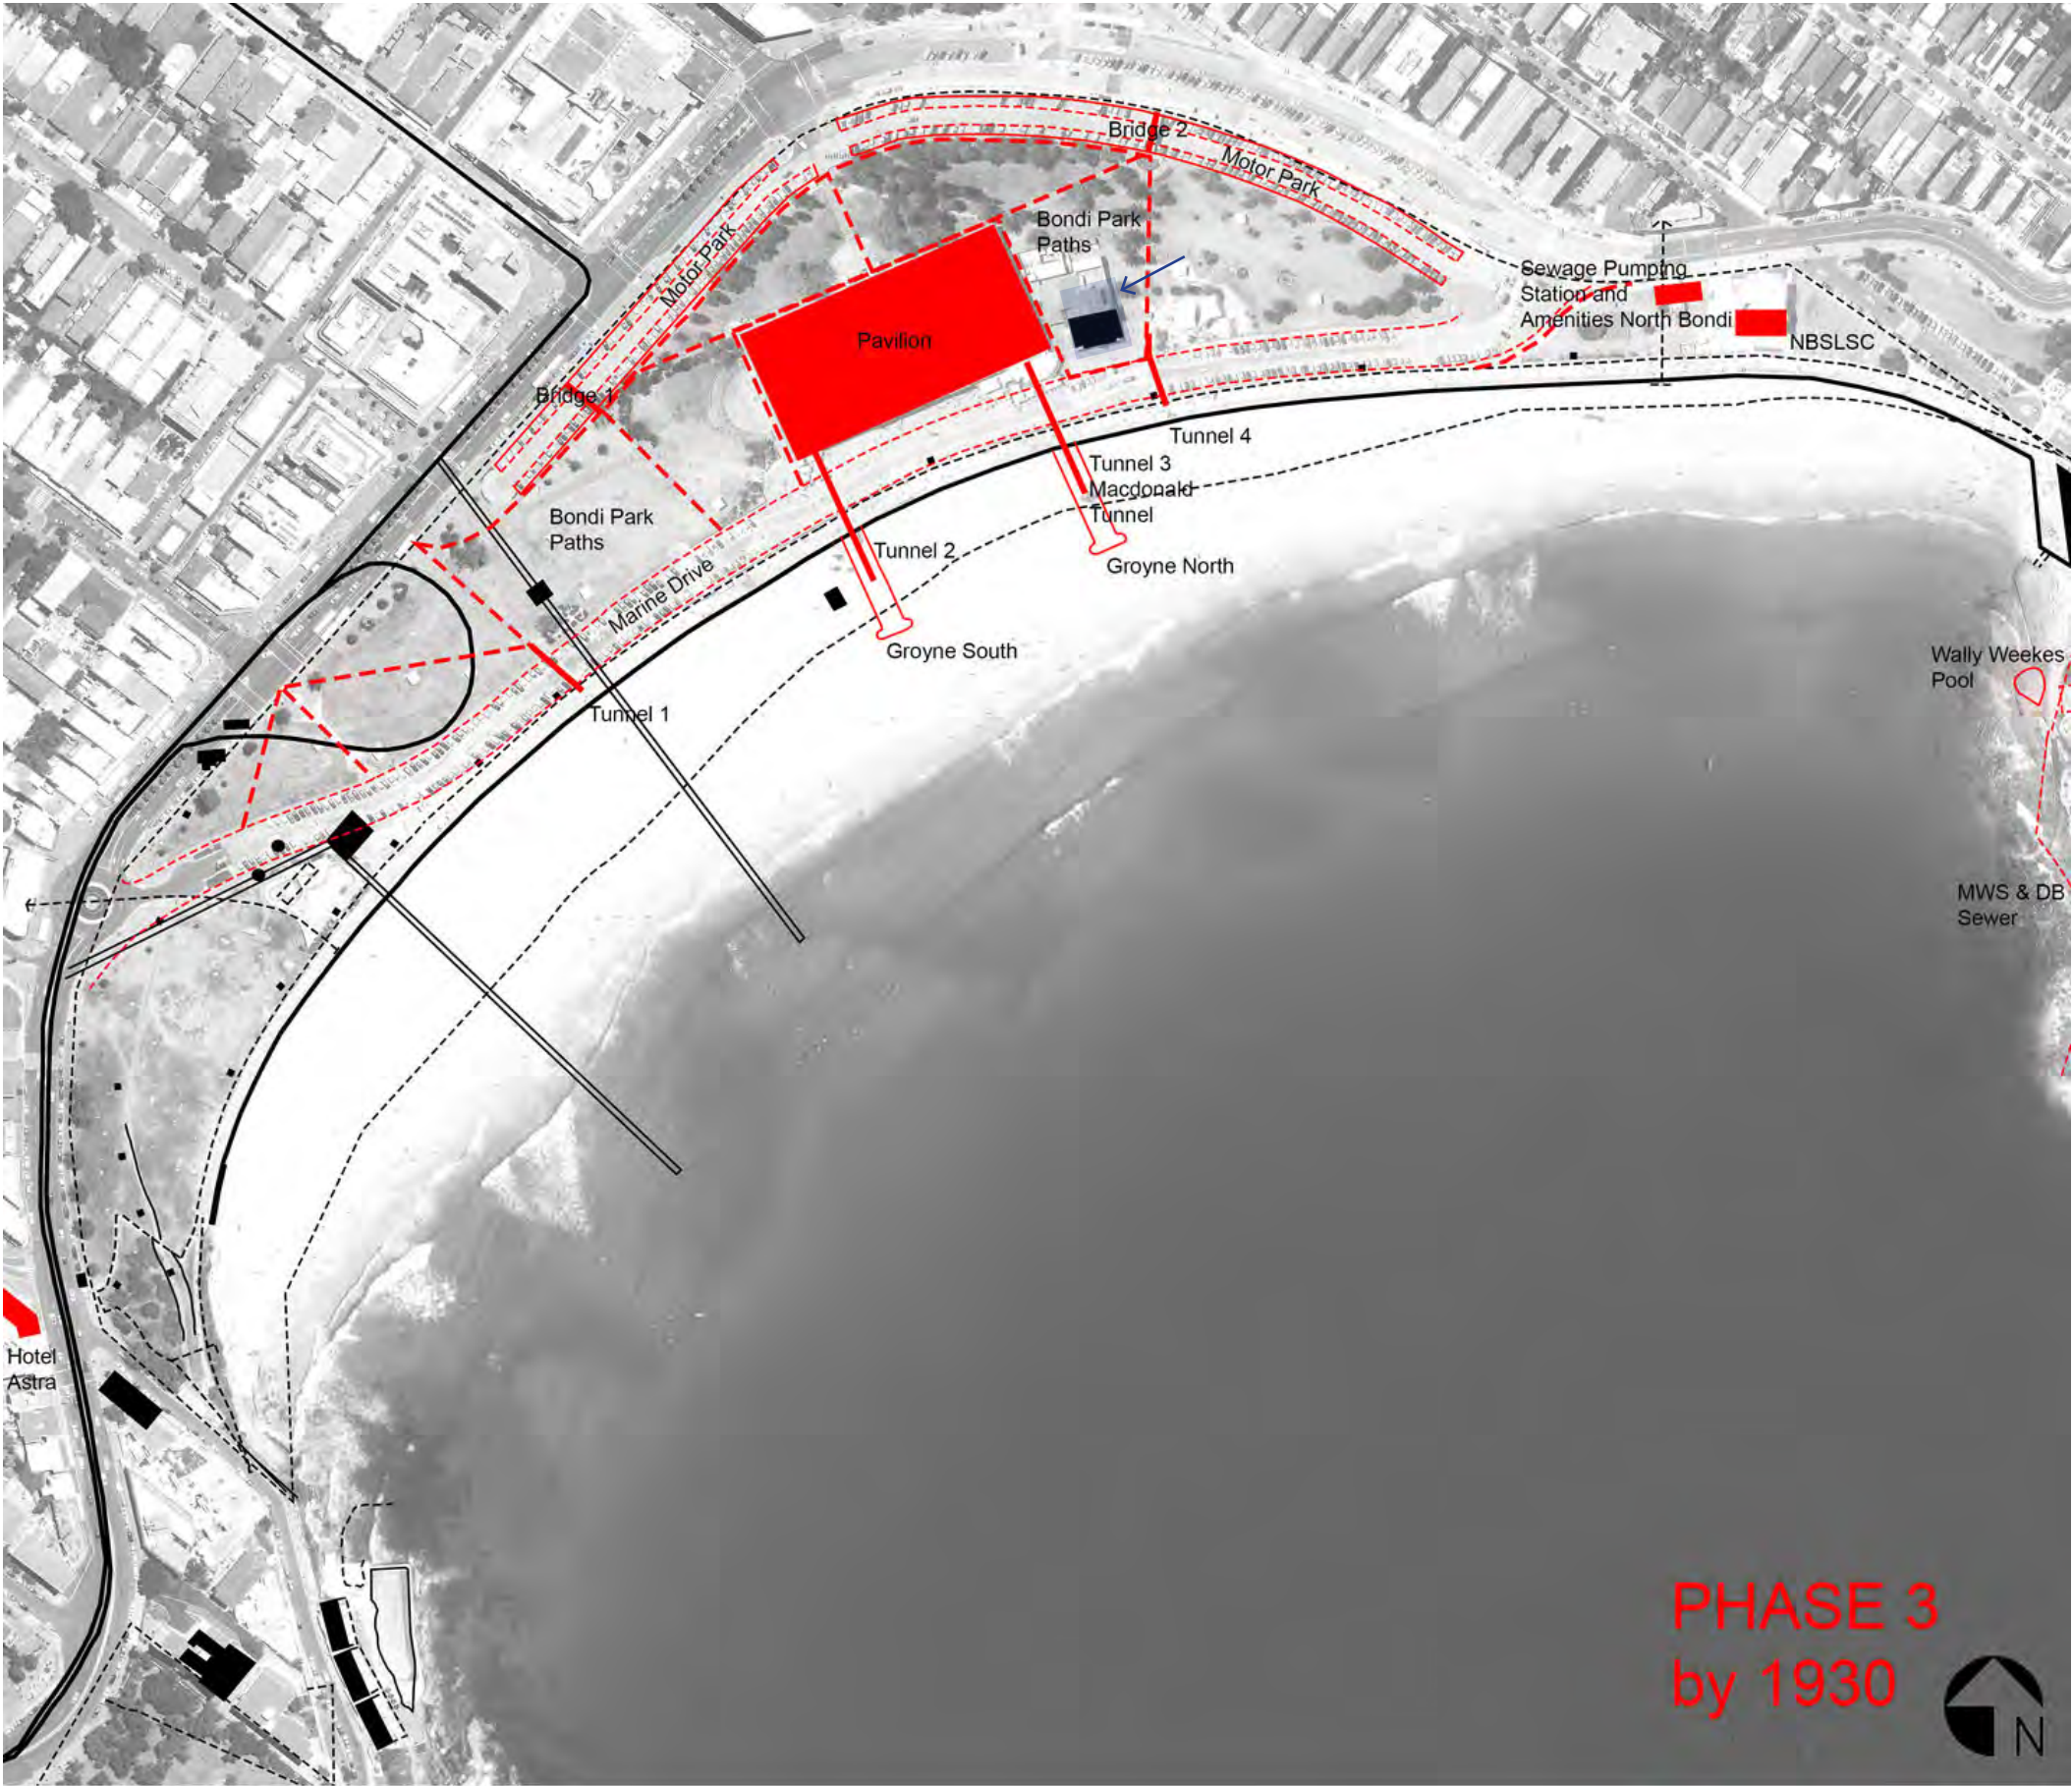 Bridge 2
Motor Park
Motor Park
Bondi Park
Paths
Sewage Pumping
Station and
Amenities North Bondi
NBSLSC
Pavilion
Bridge 1
Tunnel 4
Tunnel 3
Macdonald
Tunnel
Bondi Park
Paths
Tunnel 2
Groyne North
Marine Drive
Groyne South
Wally Weekes
Pool
Tunnel 1
MWS & DB
Sewer
Hotel
Astra
PHASE 3
by 1930
N